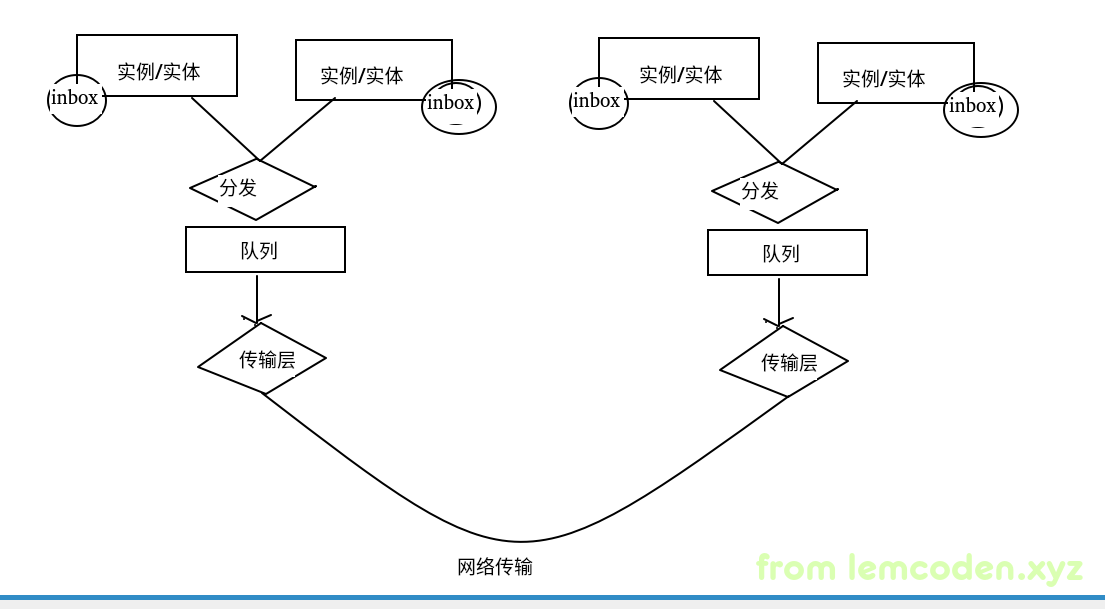 实例/实体
实例/实体
实例/实体
实例/实体
inbox
inbox
inbox
inbox
分发
分发
队列
队列
传输层
传输层
网络传输
from lemcoden.xyz